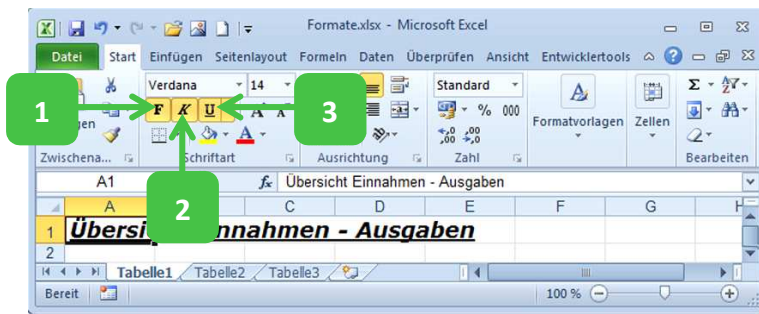 Formate.xlsx - Microsoft Excel
Datei Start Einfügen Seitenlayout Formeln Daten Überprüfen Ansicht Entwicklertools
Verdana 14 Standard Σ
1 F K U 3 % 000
Formatvorlagen Zellen
Zwischena... Schriftart Ausrichtung Zahl Bearbeiten
A1 fx Übersicht Einnahmen - Ausgaben
2
A C D E F G H
1 Übersi nnahmen - Ausgaben
2
Tabelle1 Tabelle2 Tabelle3
Bereit 100 %